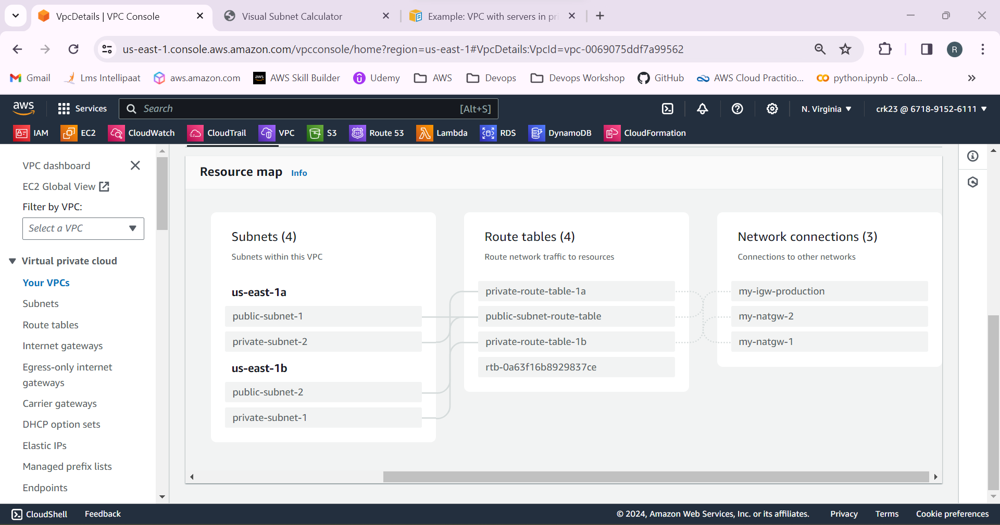 VpcDetails | VPC Console
Visual Subnet Calculator
Example: VPC with servers in pri
us-east-1.console.aws.amazon.com/vpcconsole/home?region=us-east-1#VpcDetails:VpcId=vpc-0069075ddf7a99562
R
Gmail
Lms Intellipaat
aws.amazon.com
aws
AWS Skill Builder
Udemy
AWS
Devops
Devops Workshop
GitHub
AWS Cloud Practitio...
python.ipynb - Cola...
aws
Services
Search
[Alt+S]
N. Virginia
crk23 @ 6718-9152-6111
IAM
EC2
CloudWatch
CloudTrail
VPC
S3
Route 53
Lambda
RDS
DynamoDB
CloudFormation
VPC dashboard
EC2 Global View
Filter by VPC:
Select a VPC
Virtual private cloud
Your VPCs
Subnets
Route tables
Internet gateways
Egress-only internet
gateways
Carrier gateways
DHCP option sets
Elastic IPs
Managed prefix lists
Endpoints
Resource map Info
Subnets (4)
Subnets within this VPC
us-east-1a
public-subnet-1
private-subnet-2
us-east-1b
public-subnet-2
private-subnet-1
Route tables (4)
Route network traffic to resources
private-route-table-1a
public-subnet-route-table
private-route-table-1b
rtb-0a63f16b8929837ce
Network connections (3)
Connections to other networks
my-igw-production
my-natgw-2
my-natgw-1
CloudShell
Feedback
© 2024, Amazon Web Services, Inc. or its affiliates.
Privacy
Terms
Cookie preferences